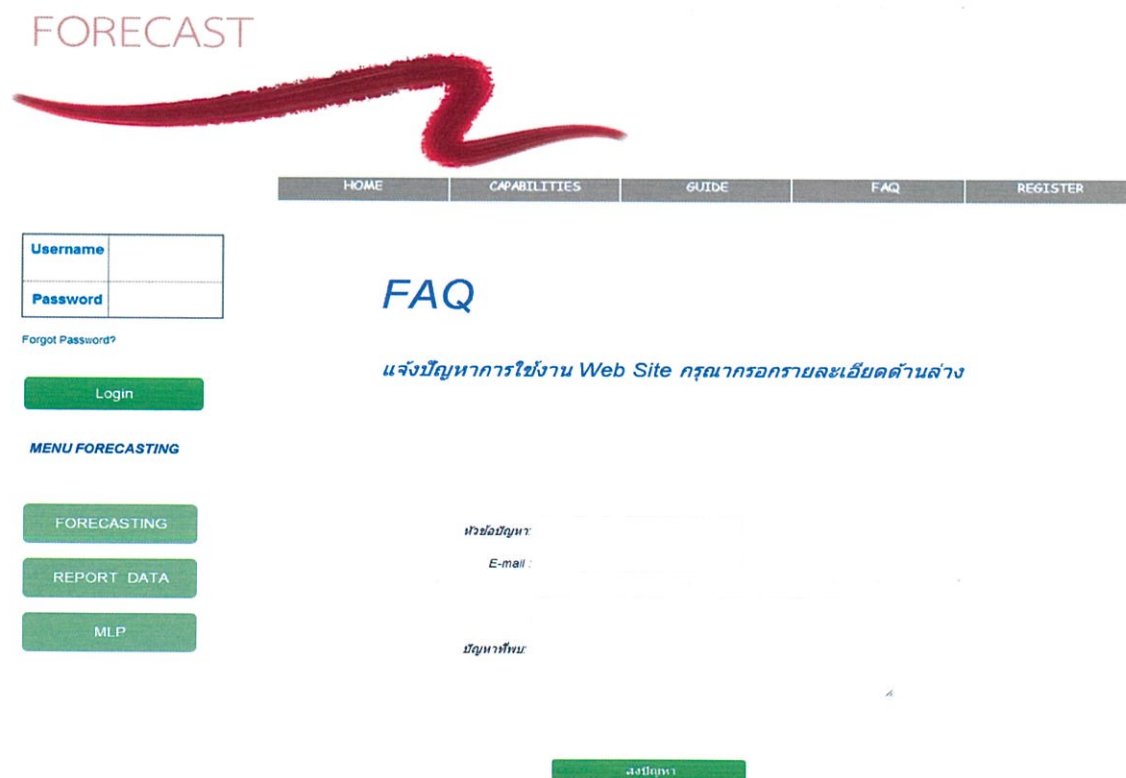 FORECAST
HOME CAPABILITIES GUIDE FAQ REGISTER
Username
Password
Forgot Password?
Login
MENU FORECASTING
FORECASTING
REPORT DATA
MLP
FAQ
แจ้งปัญหาการใช้งาน Web Site กรุณากรอกรายละเอียดด้านล่าง
หัวข้อปัญหา:
E-mail :
ปัญหาที่พบ:
ส่งปัญหา